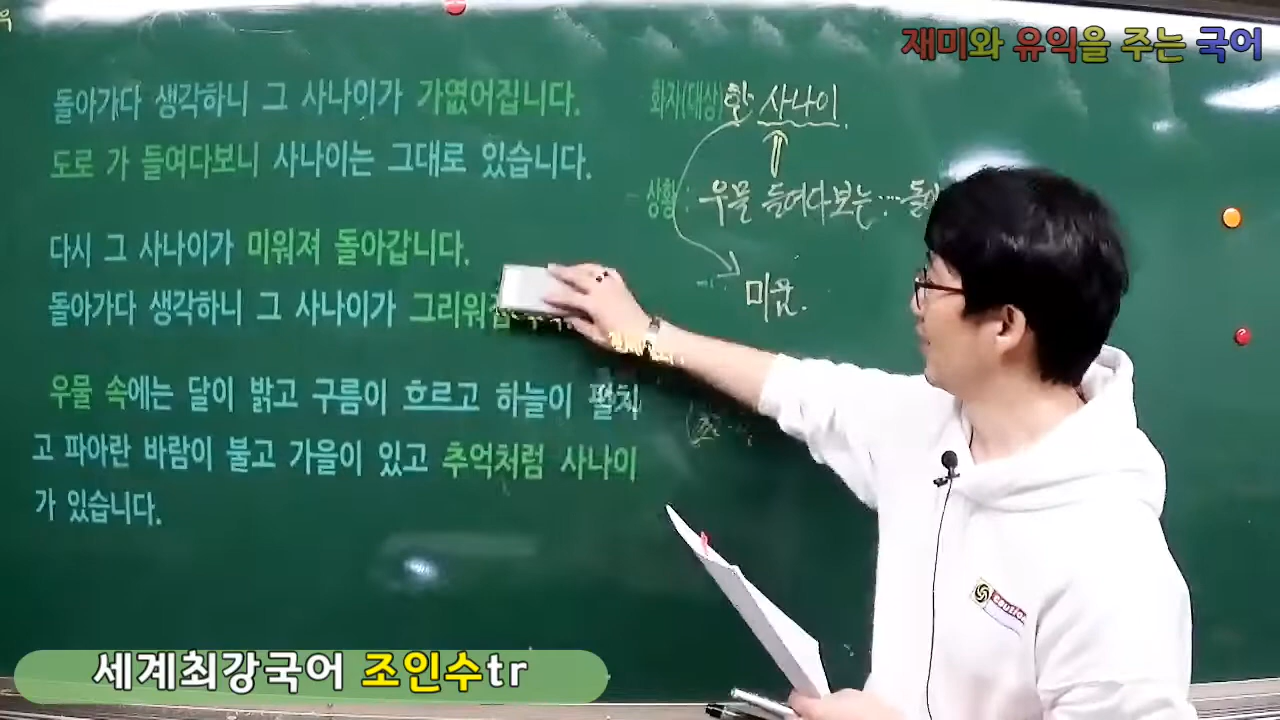 재미와 유익을 주는 국어
돌아가다 생각하니 그 사나이가 가엾어집니다.
도로 가 들여다보니 사나이는 그대로 있습니다.
다시 그 사나이가 미워져 돌아갑니다.
돌아가다 생각하니 그 사나이가 그리워집
우물 속에는 달이 밝고 구름이 흐르고 하늘이 펼치
고 파아란 바람이 불고 가을이 있고 추억처럼 사나이
가 있습니다.
화자(대상) 한 사나이
상황: 우물 들여다보는…
미움.
세계최강국어 조인수tr